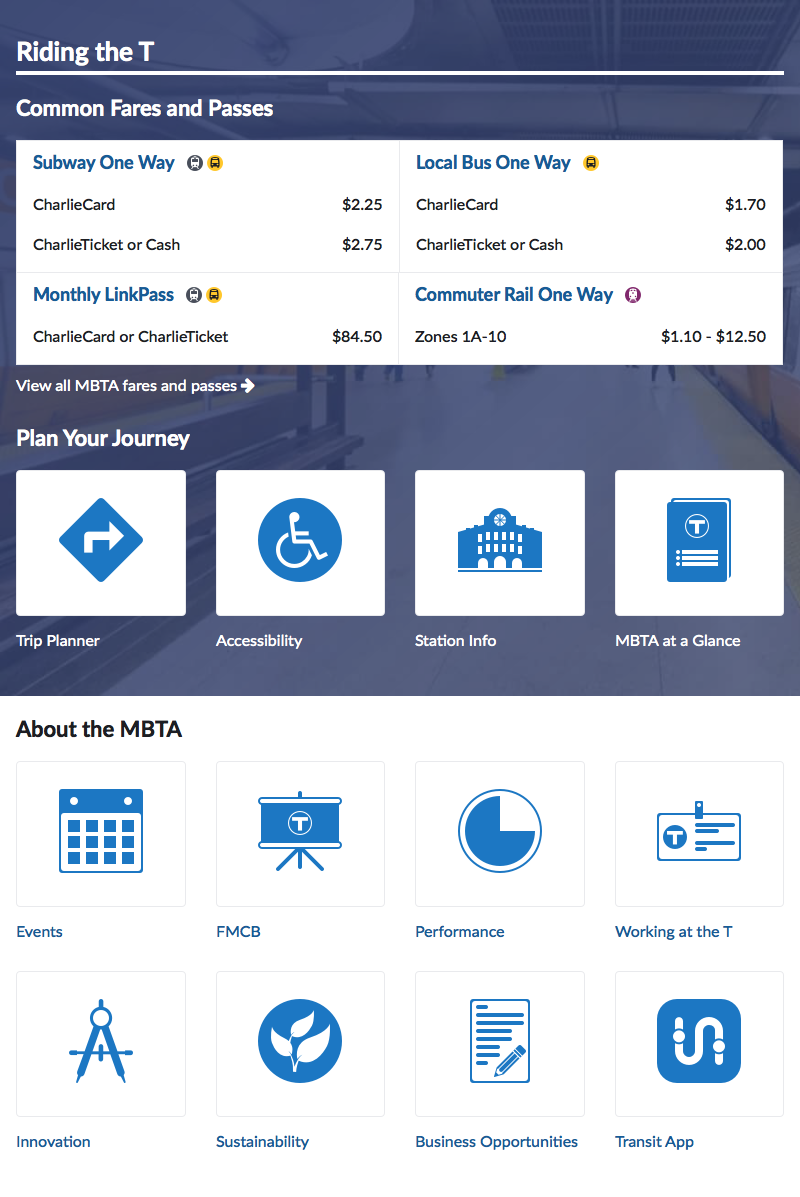 Riding the T
Common Fares and Passes
Subway One Way
CharlieCard $2.25
CharlieTicket or Cash $2.75
Local Bus One Way
CharlieCard $1.70
CharlieTicket or Cash $2.00
Monthly LinkPass
CharlieCard or CharlieTicket $84.50
Commuter Rail One Way
Zones 1A-10 $1.10 - $12.50
View all MBTA fares and passes
Plan Your Journey
T
Trip Planner
Accessibility
Station Info
MBTA at a Glance
About the MBTA
T
T
Events
FMCB
Performance
Working at the T
Innovation
Sustainability
Business Opportunities
Transit App